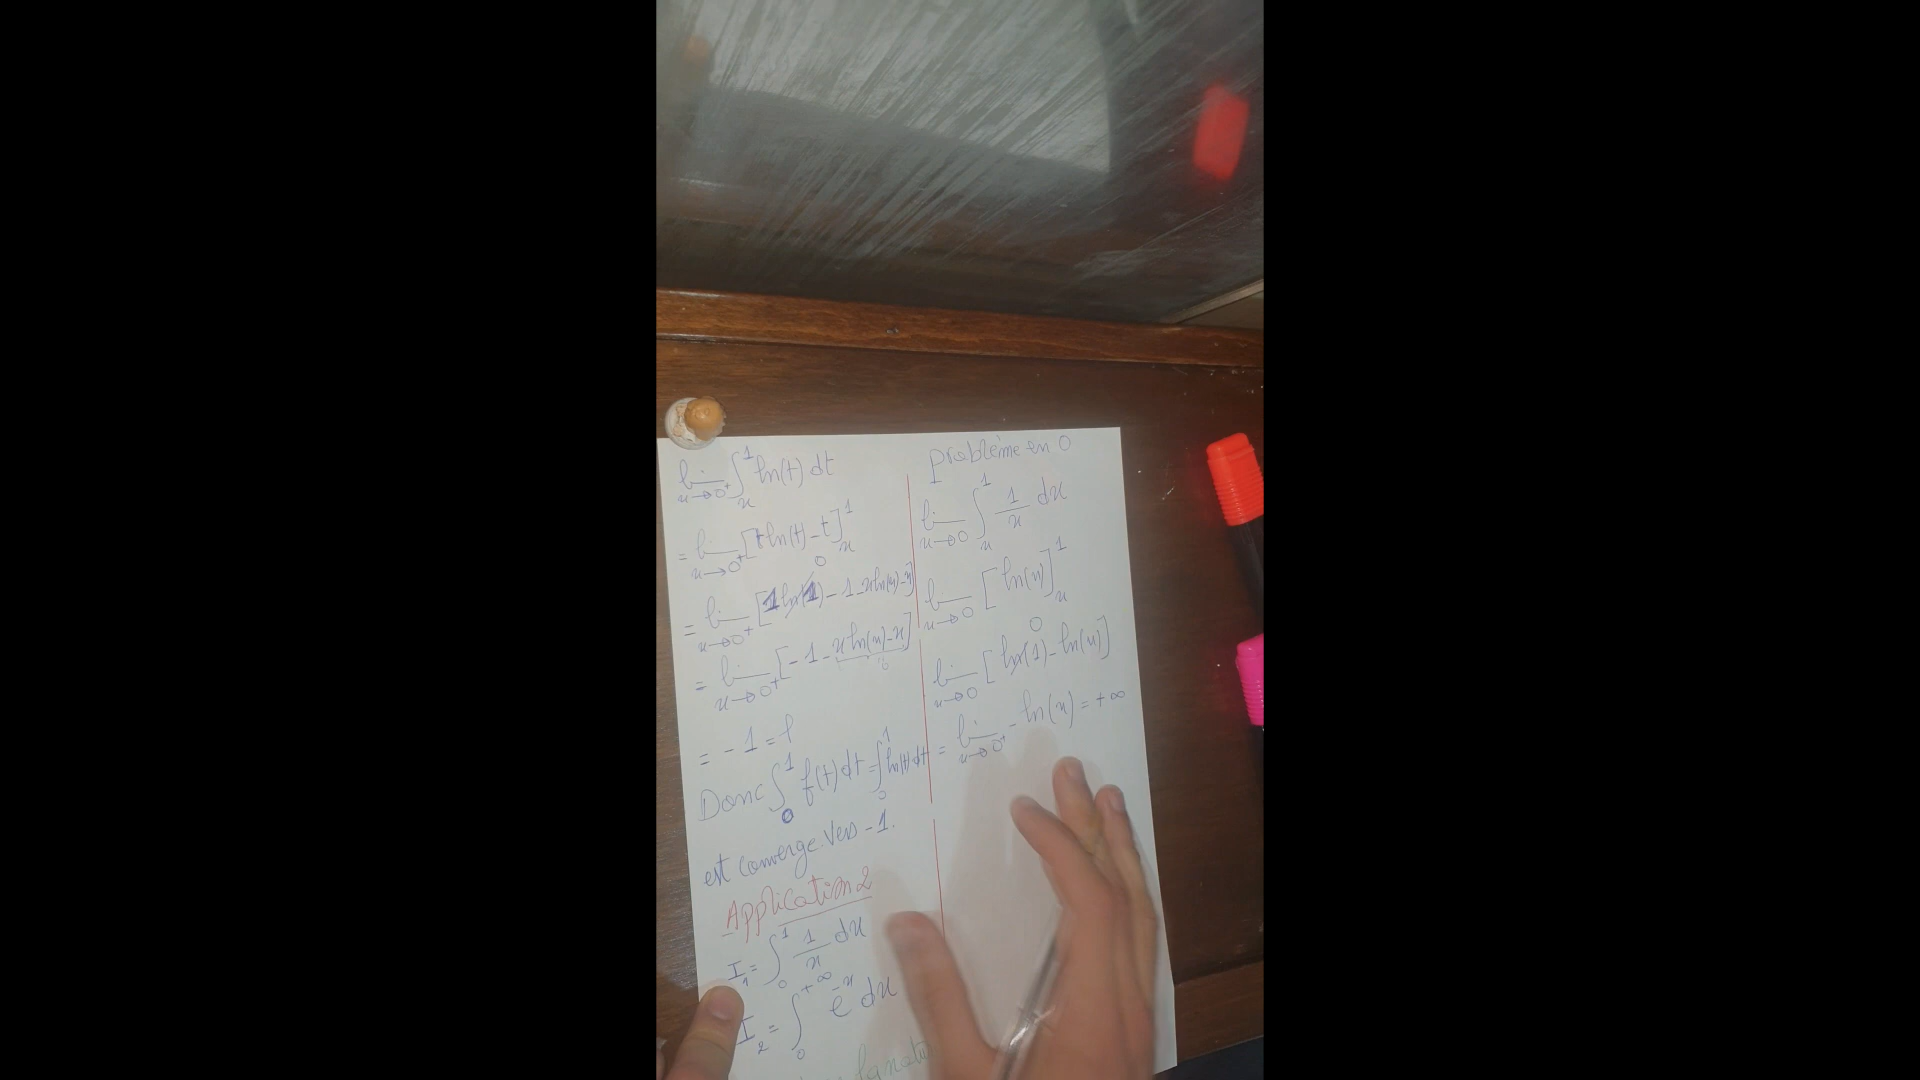 lim x→0⁺ ∫ₓ¹ ln(t) dt
= lim x→0⁺ [t ln(t) - t]ₓ¹
= lim x→0⁺ [1 ln(1) - 1 - x ln(x) - x] 0
= lim x→0⁺ [-1 - x ln(x) - x]
= -1 = l
Donc ∫₀¹ f(t) dt = ∫₀¹ ln(t) dt
est converge Vers -1.
Application 2
I₁ = ∫₀¹ 1/x dx
I₂ = ∫₀^{+∞} e^{-x} dx
problème en 0
lim x→0 ∫ₓ¹ 1/x dx
lim x→0 [ln(x)]ₓ¹
lim x→0 [ln(1) - ln(x)] 0
= lim x→0⁺ - ln(x) = +∞